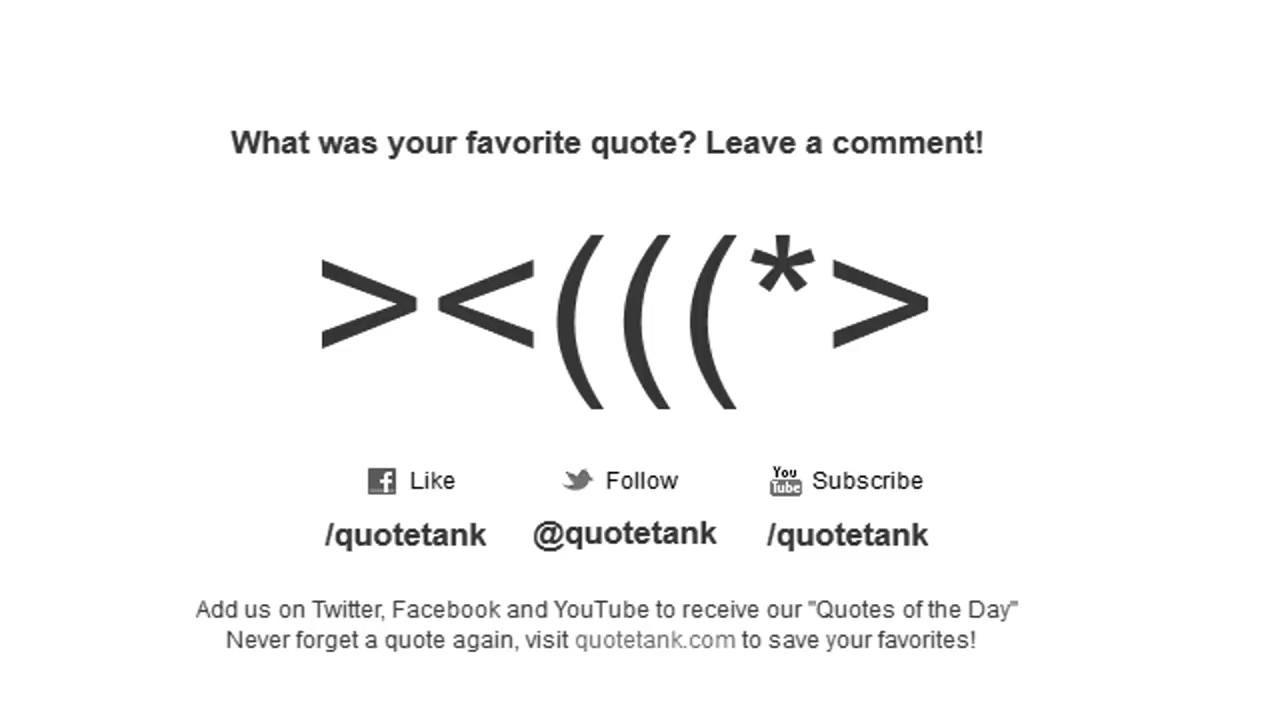 What was your favorite quote? Leave a comment!
><(((*>
Like Follow You Tube Subscribe
/quotetank @quotetank /quotetank
Add us on Twitter, Facebook and YouTube to receive our "Quotes of the Day"
Never forget a quote again, visit quotetank.com to save your favorites!